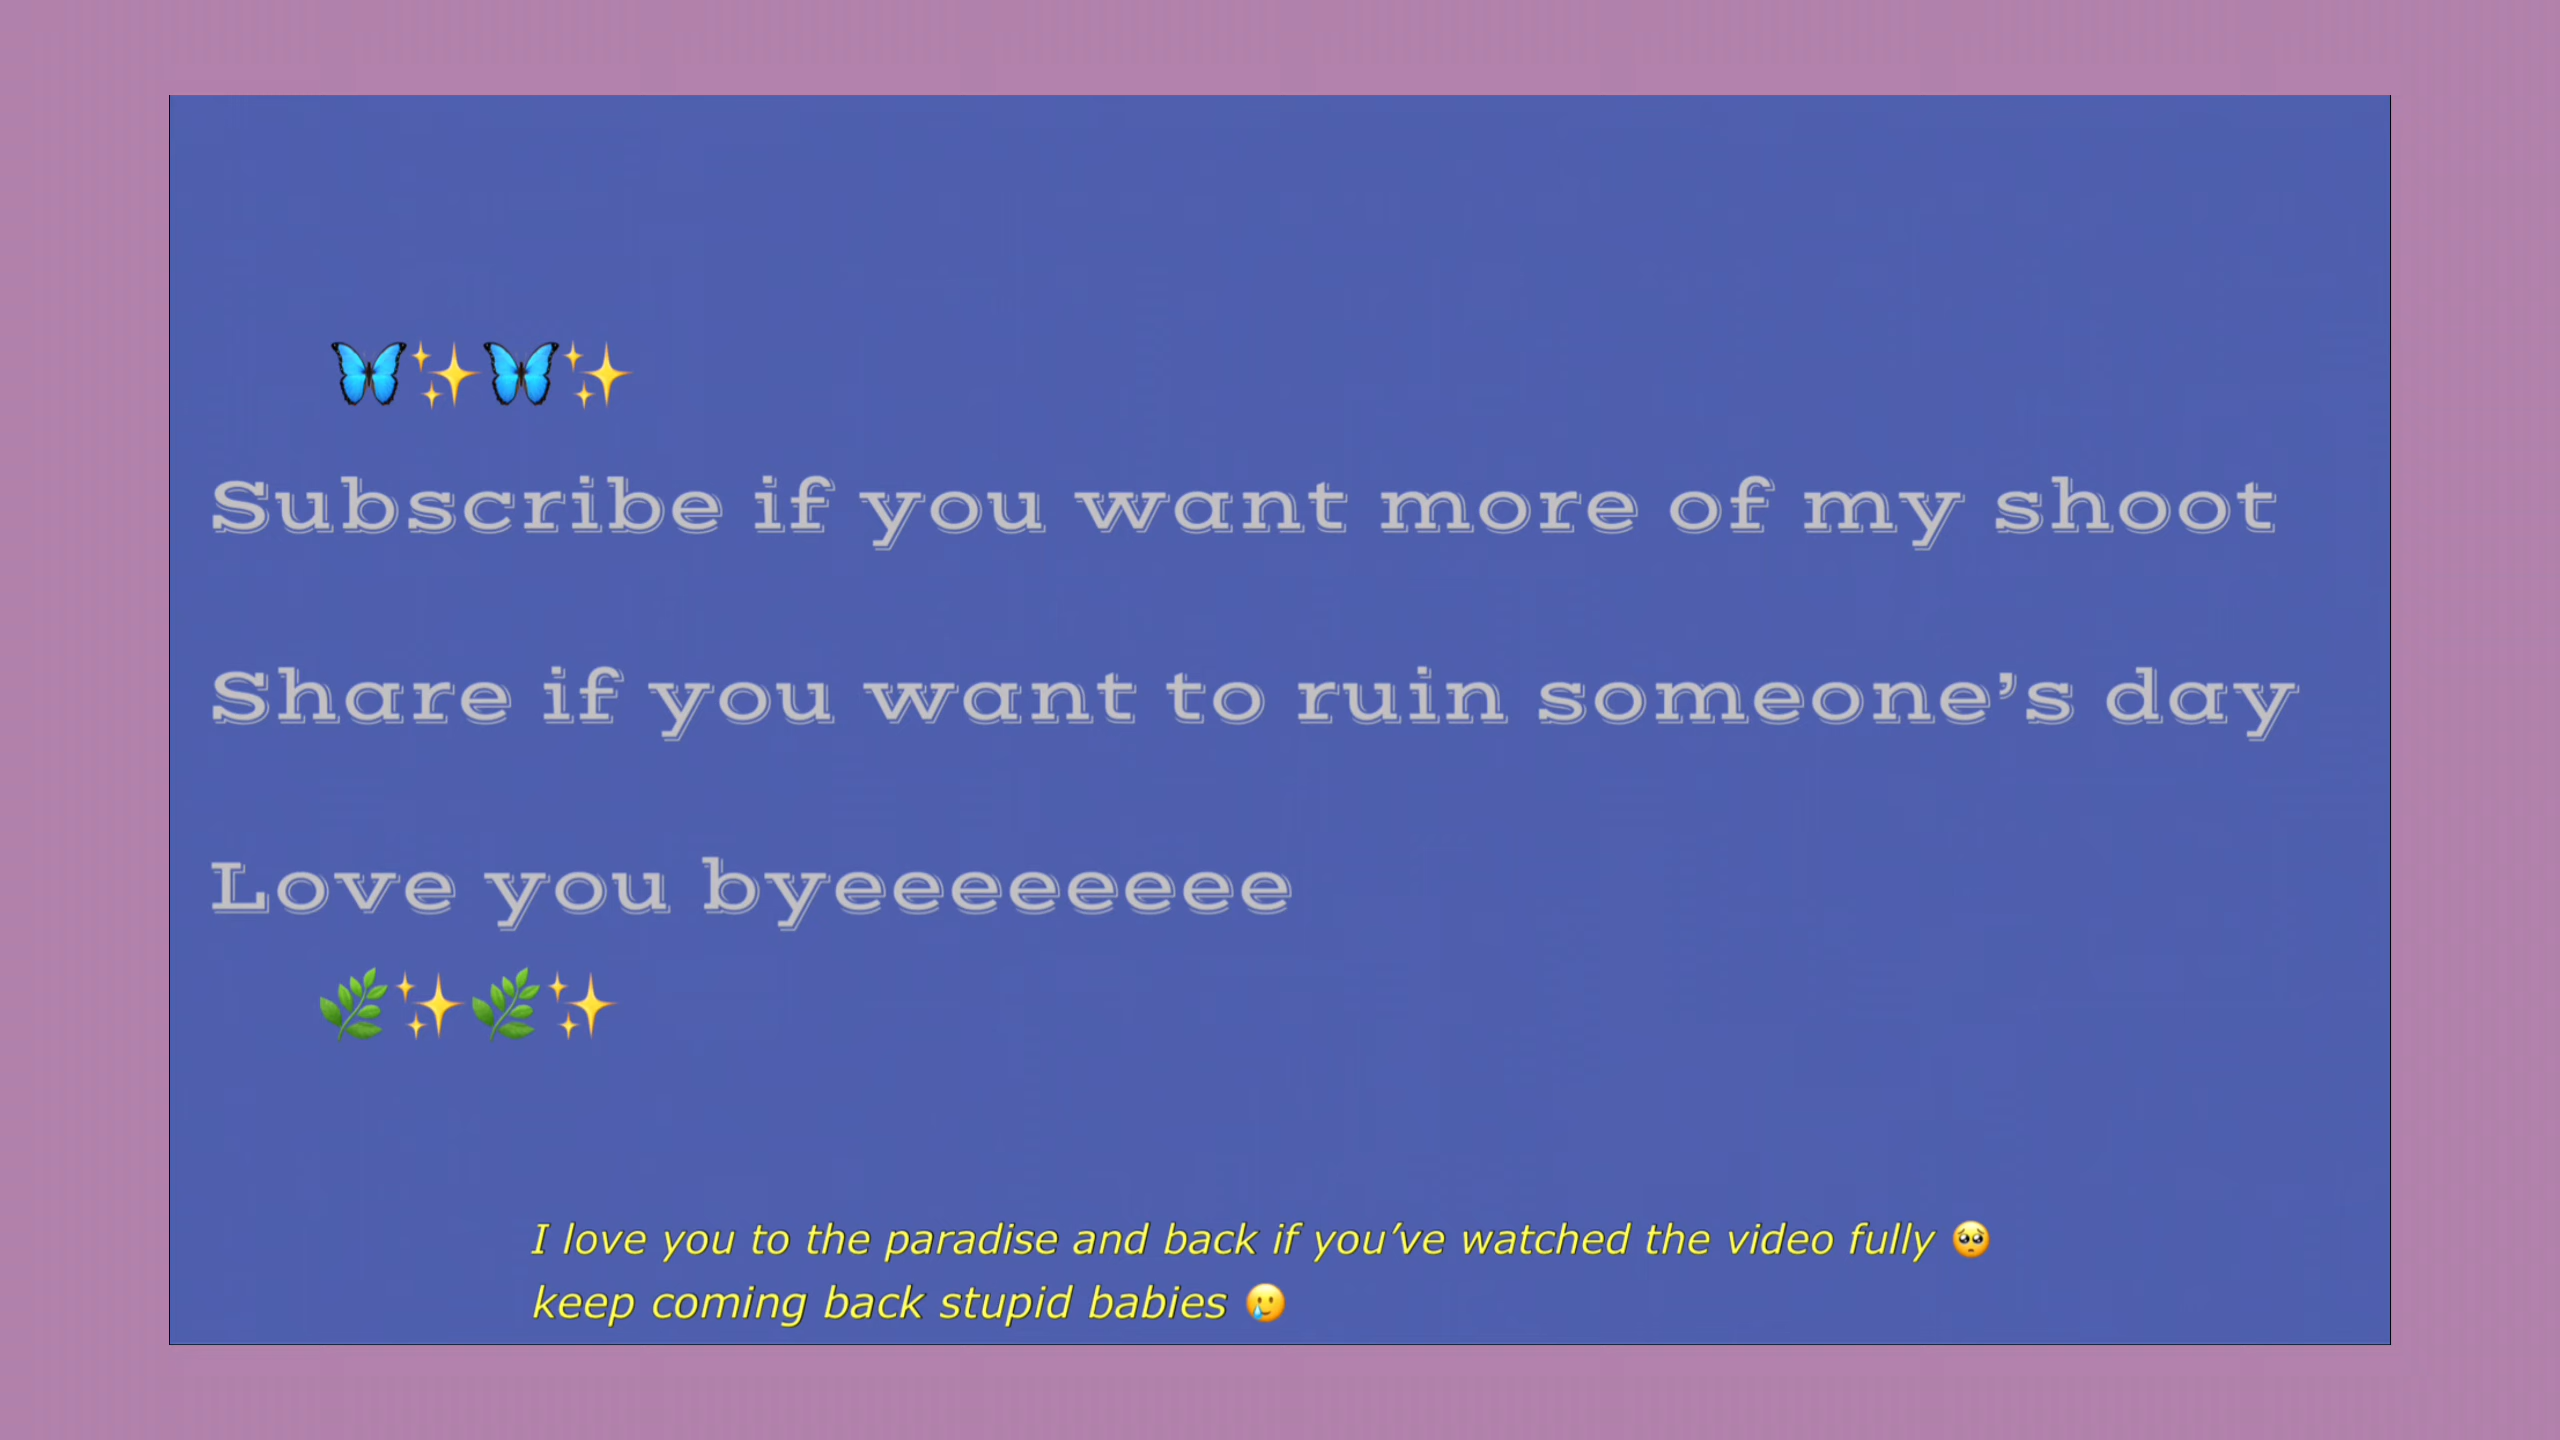 🦋✨🦋✨
Subscribe if you want more of my shoot
Share if you want to ruin someone’s day
Love you byeeeeeeeee
🌿✨🌿✨
I love you to the paradise and back if you’ve watched the video fully 🥺
keep coming back stupid babies 🥲